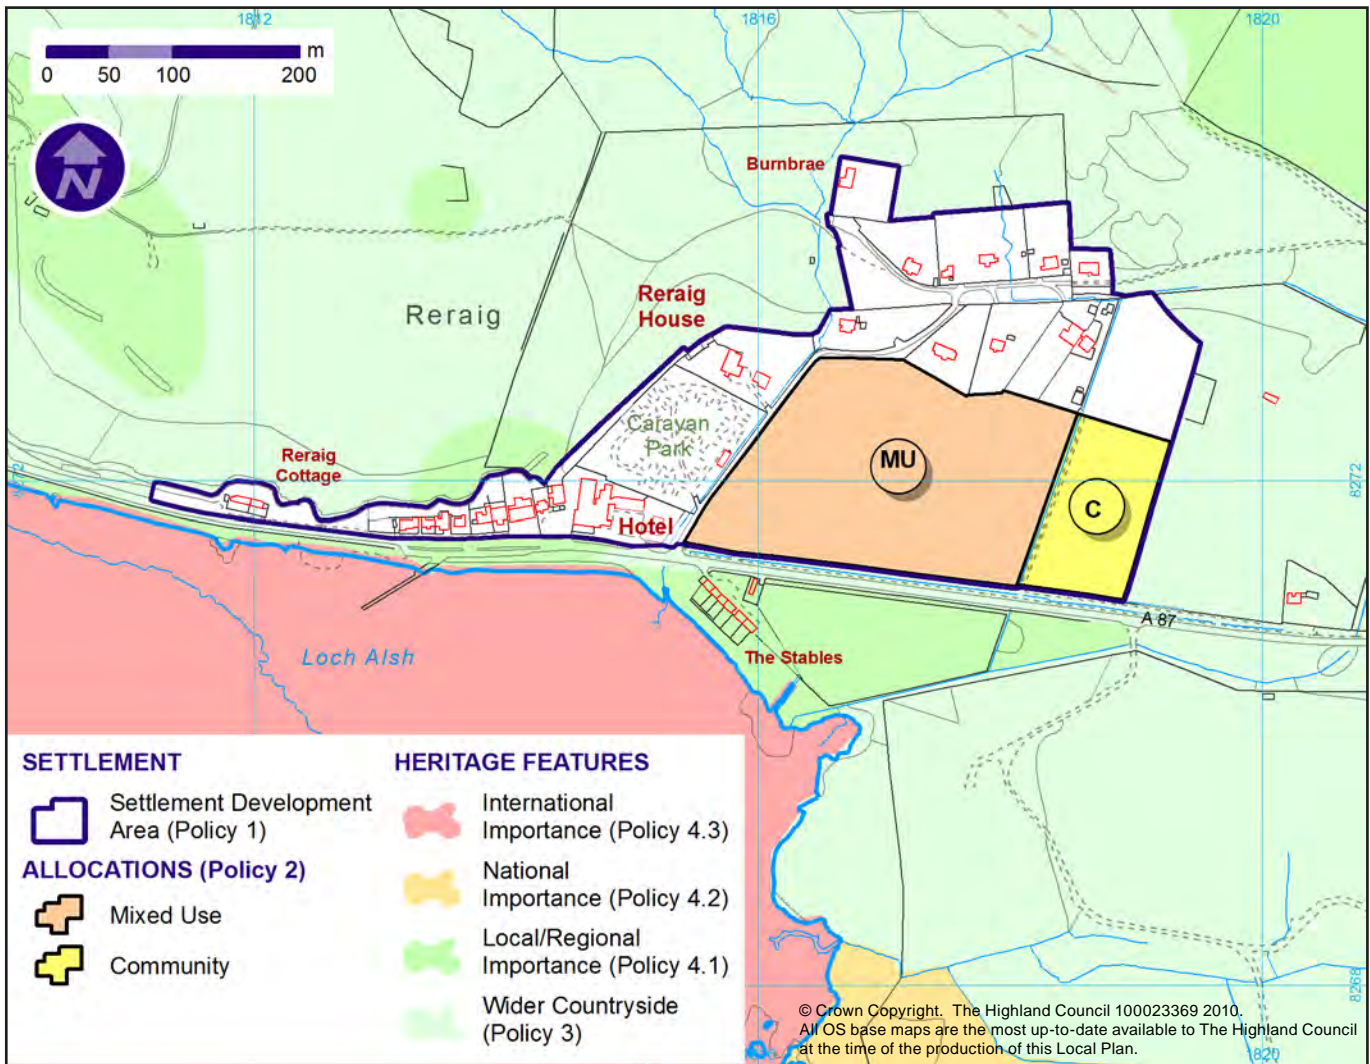 1812
1816
1820
m
0 50 100 200
N
Burnbrae
Reraig
House
Reraig
D
Caravan
Park
MU
Reraig
Cottage
8272
8272
C
Hotel
A 87
Loch Alsh
The Stables
SETTLEMENT
Settlement Development
Area (Policy 1)
ALLOCATIONS (Policy 2)
Mixed Use
Community
HERITAGE FEATURES
International
Importance (Policy 4.3)
National
Importance (Policy 4.2)
Local/Regional
Importance (Policy 4.1)
Wider Countryside
(Policy 3)
8268
© Crown Copyright. The Highland Council 100023369 2010.
All OS base maps are the most up-to-date available to The Highland Council
at the time of the production of this Local Plan.
1820